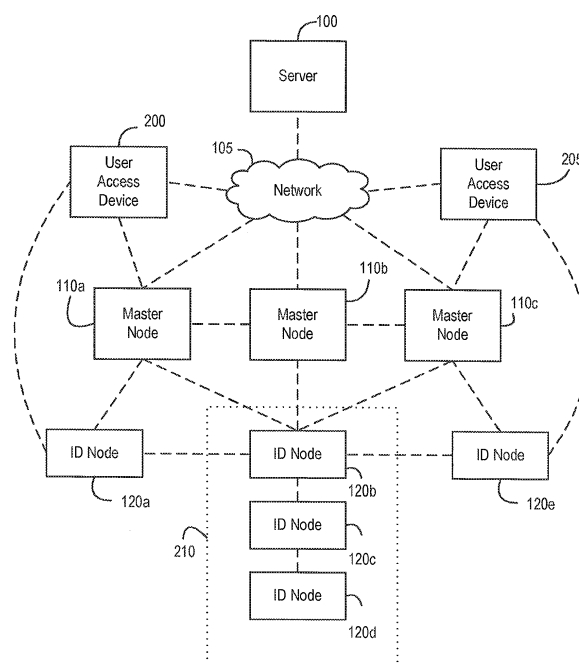 100
Server
200
User
Access
Device
105
Network
User
Access
Device
205
110a
Master
Node
110b
Master
Node
110c
Master
Node
ID Node
120a
ID Node
120b
ID Node
120e
210
ID Node
120c
ID Node
120d